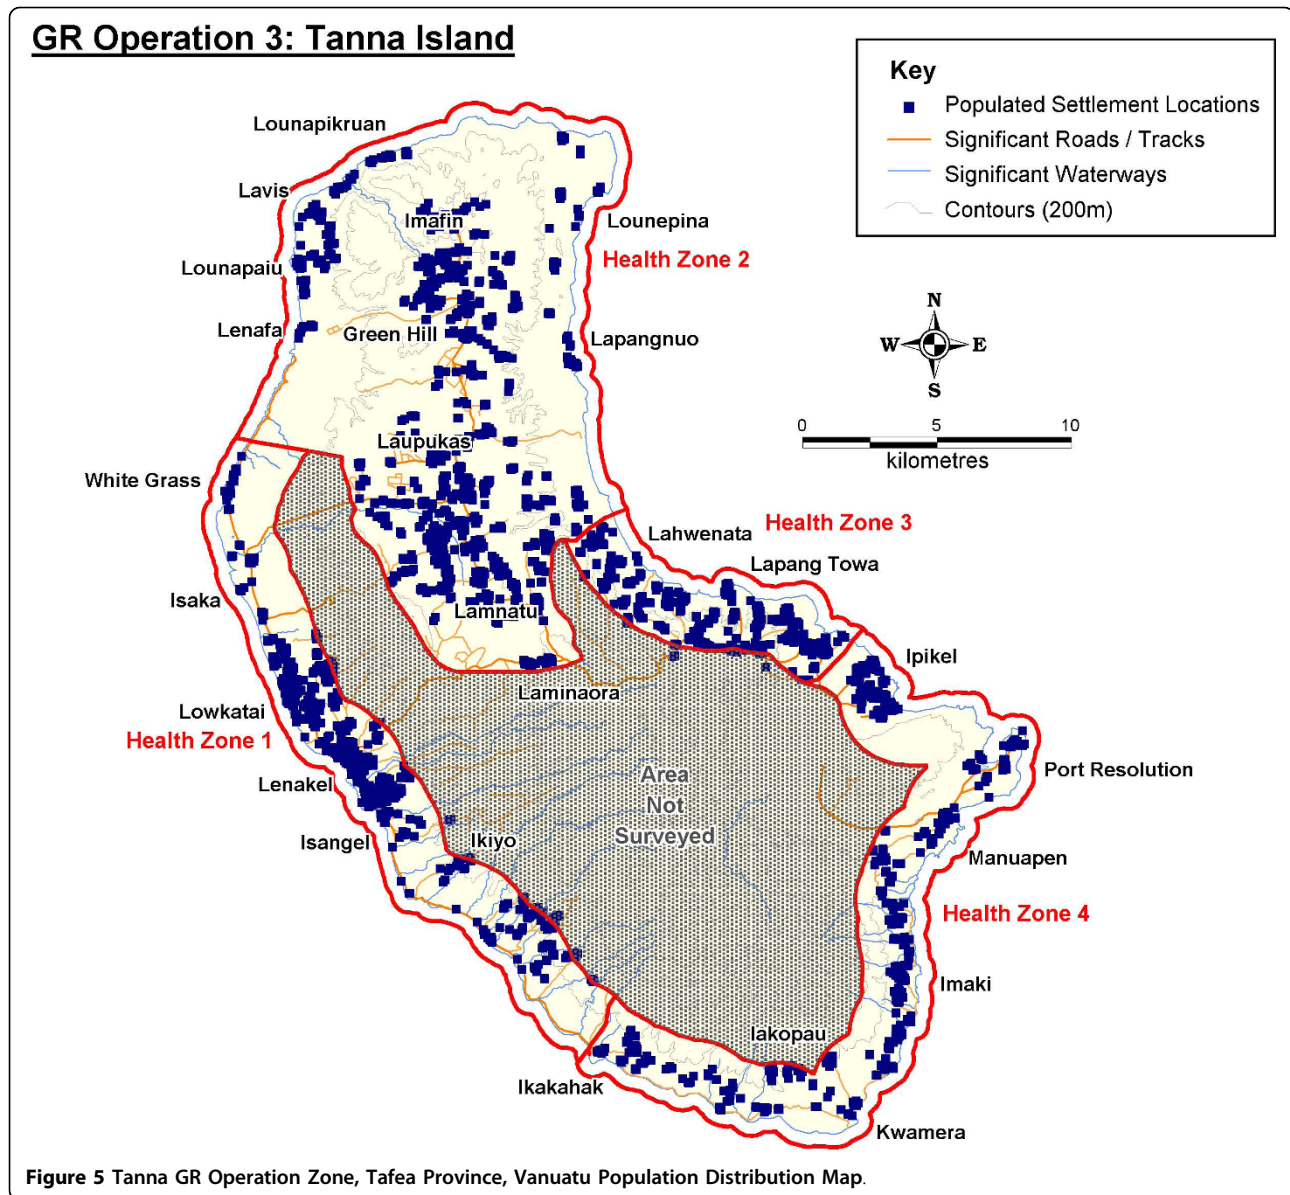 GR Operation 3: Tanna Island
Key
Populated Settlement Locations
Significant Roads / Tracks
Significant Waterways
Contours (200m)
Lounapikruan
Lavis
Imafin
Lounepina
Health Zone 2
Lounapaiu
Lenafa
Green Hill
Lapangnuo
N
W
E
S
0
5
10
kilometres
Laupukas
White Grass
Lahwenata
Health Zone 3
Lapang Towa
Isaka
Lamnatu
Ipikel
Laminaora
Lowkatai
Health Zone 1
Area
Not
Surveyed
Port Resolution
Lenakel
Isangel
Ikiyo
Manuapen
Health Zone 4
Imaki
Iakopau
Ikakahak
Kwamera
Figure 5 Tanna GR Operation Zone, Tafea Province, Vanuatu Population Distribution Map.